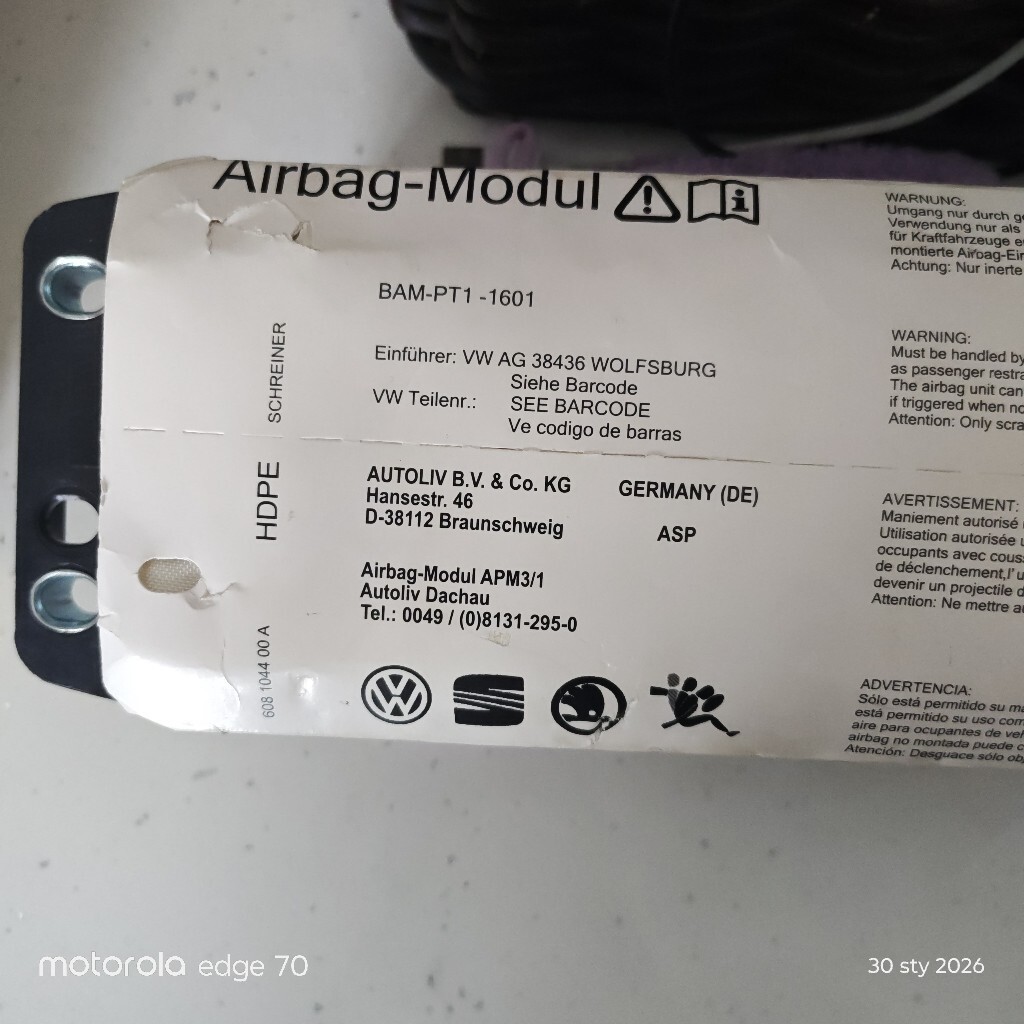 Airbag-Modul
BAM-PT1 -1601
Einführer: VW AG 38436 WOLFSBURG
Siehe Barcode
VW Teilenr.: SEE BARCODE
Ve codigo de barras
SCHREINER
HDPE
608 1044 00 A
AUTOLIV B.V. & Co. KG
Hansestr. 46
D-38112 Braunschweig
GERMANY (DE)
ASP
Airbag-Modul APM3/1
Autoliv Dachau
Tel.: 0049 / (0)8131-295-0
WARNUNG:
Umgang nur durch
Verwendung nur als
für Kraftfahrzeuge
montierte Airbag-
Achtung: Nur inerte
WARNING:
Must be handled by
as passenger
The airbag unit can
if triggered when
Attention: Only
AVERTISSEMENT:
Maniement autorisé
Utilisation autorisée
occupants avec
de déclenchement,l'
devenir un projectile
Attention: Ne mettre
ADVERTENCIA:
Sólo está permitido su
está permitido su uso
aire para ocupantes de
airbag no montada puede
Atención: Desguace sólo
motorola edge 70
30 sty 2026